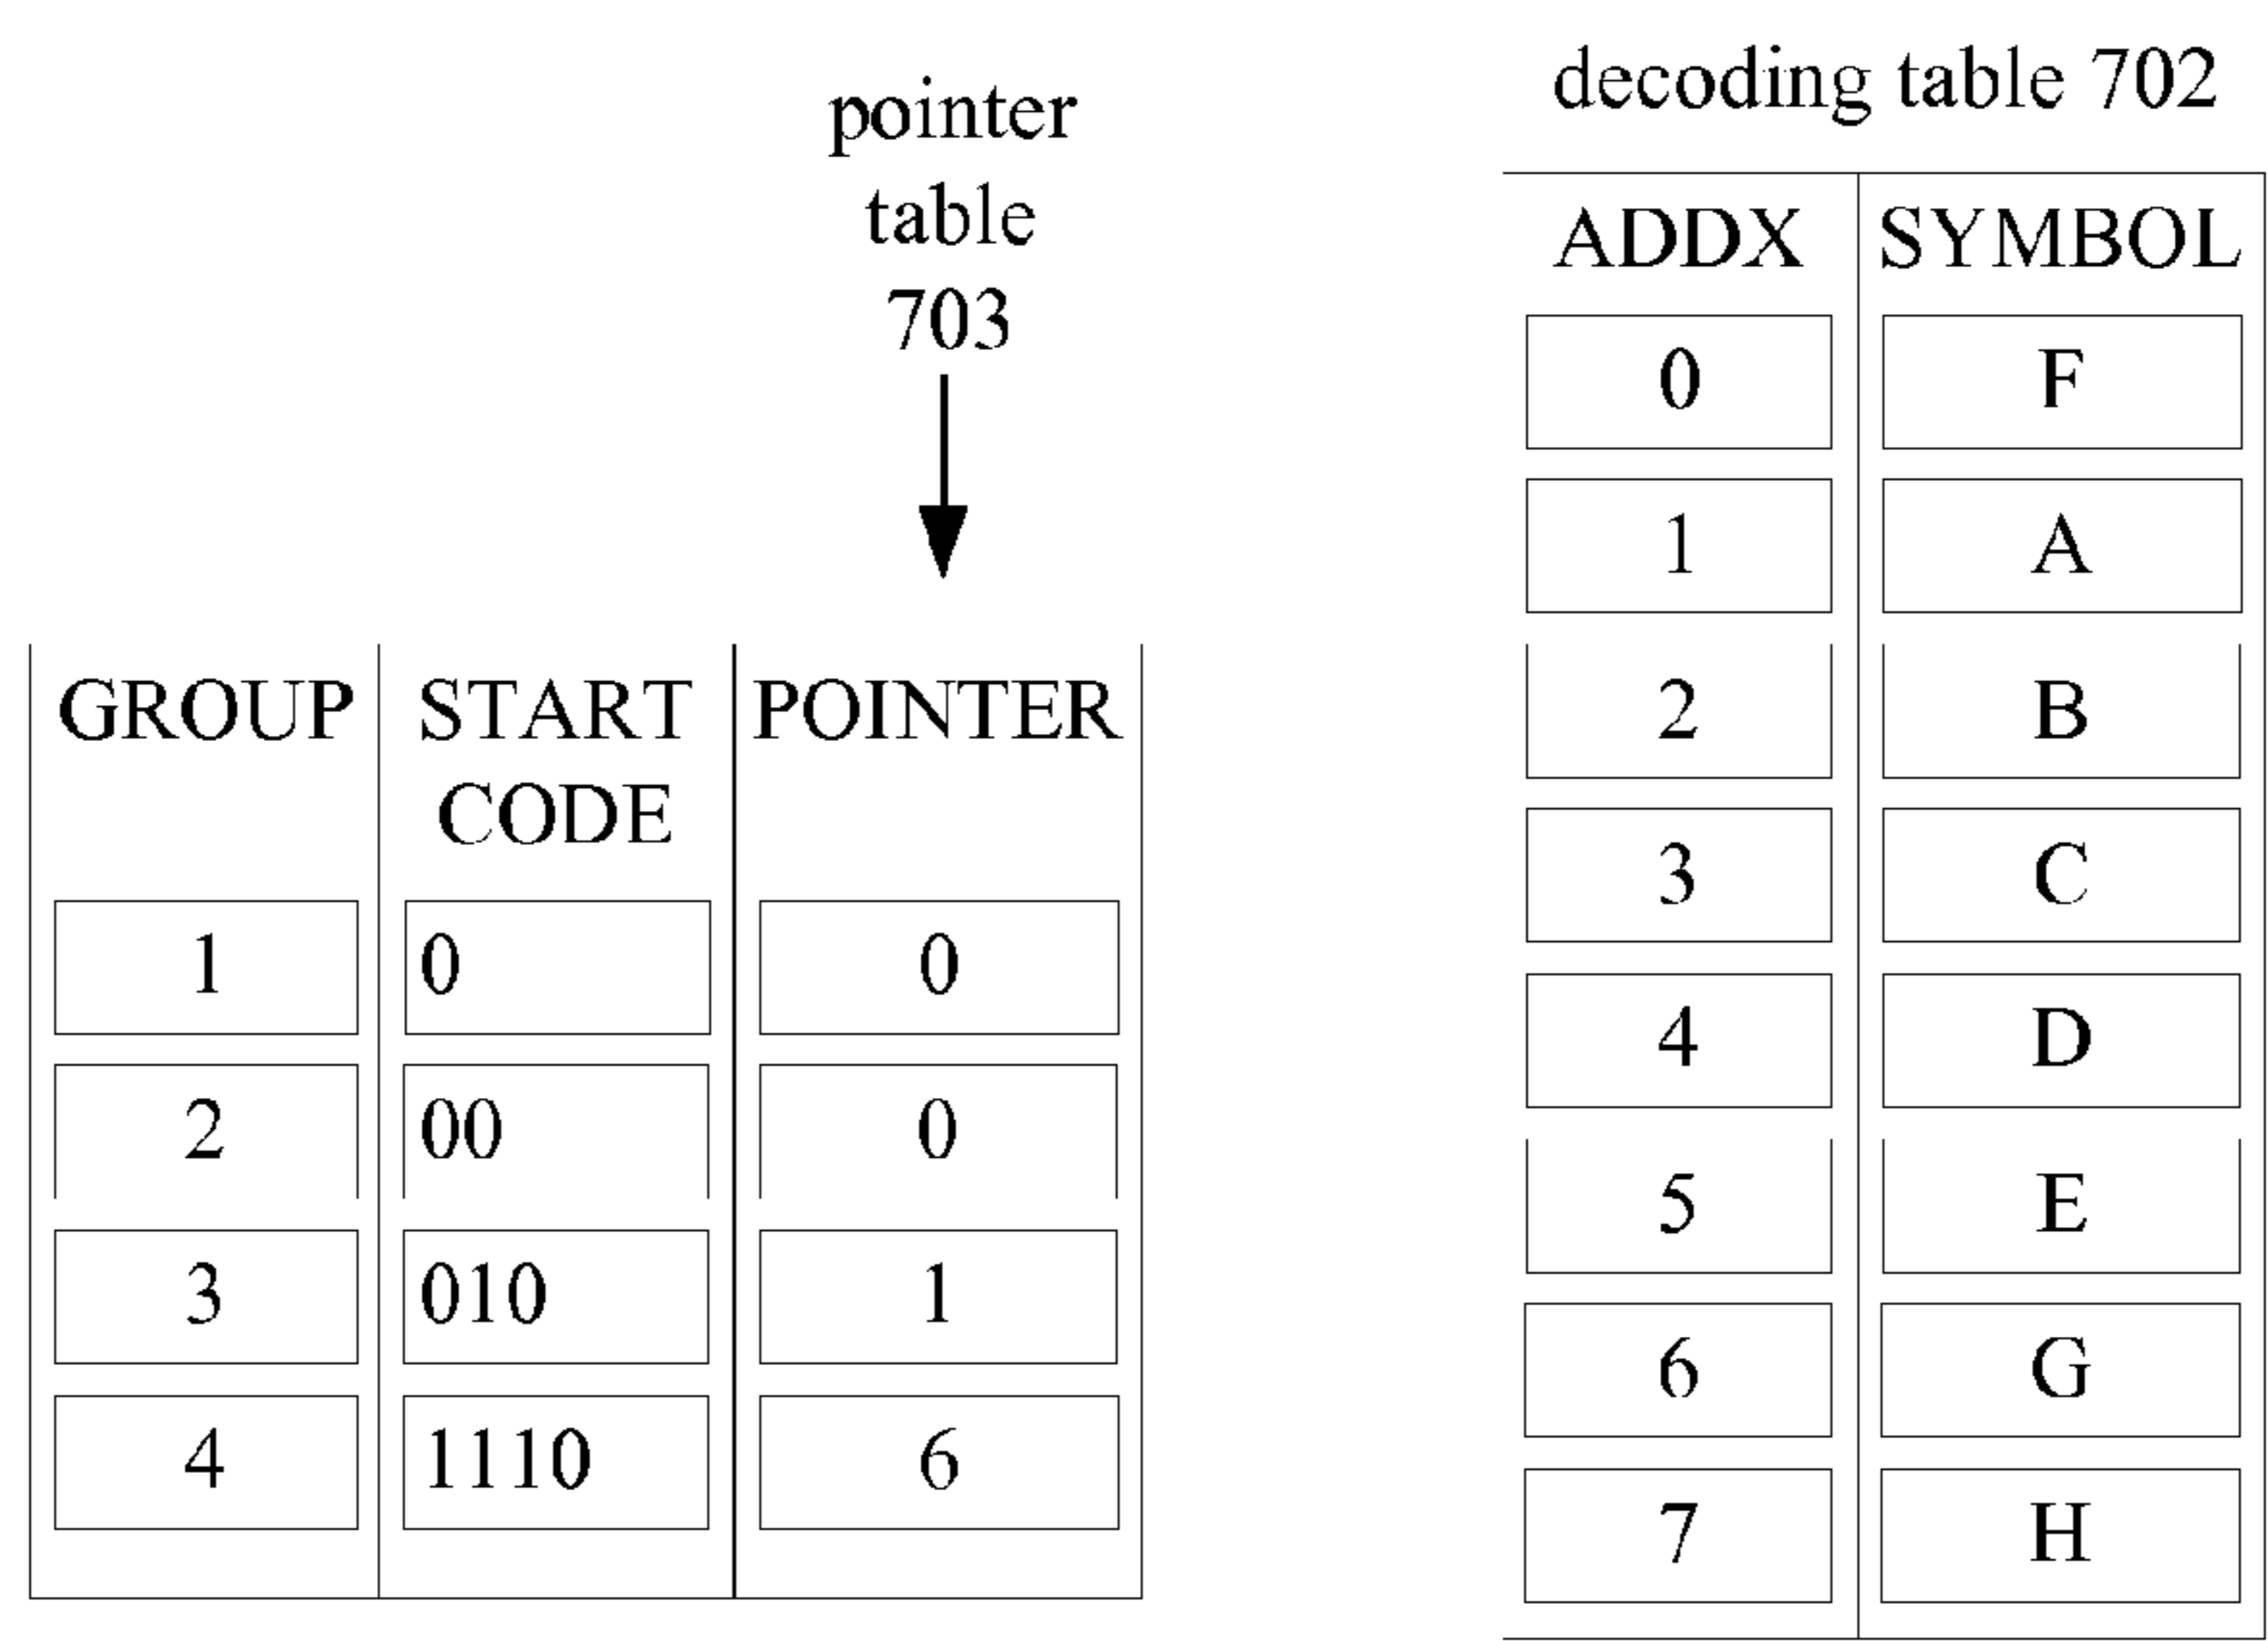 pointer
table
703
GROUP START CODE POINTER
1 0 0
2 00 0
3 010 1
4 1110 6
decoding table 702
ADDX SYMBOL
0 F
1 A
2 B
3 C
4 D
5 E
6 G
7 H